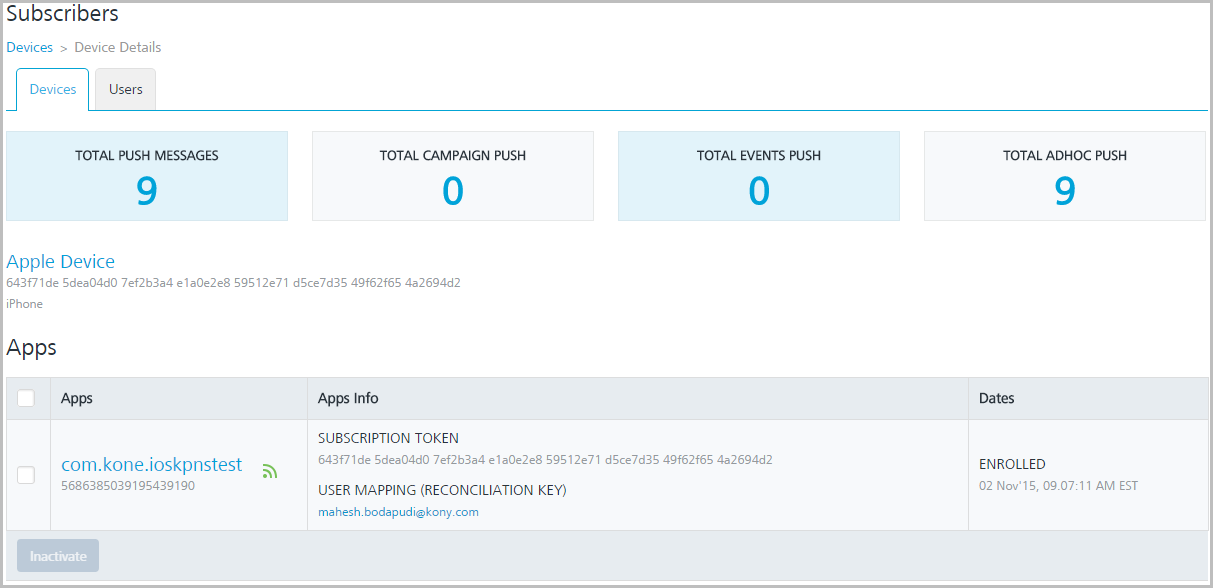 Subscribers
Devices > Device Details
Devices Users
TOTAL PUSH MESSAGES TOTAL CAMPAIGN PUSH TOTAL EVENTS PUSH TOTAL ADHOC PUSH
9 0 0 9
Apple Device
643f71de 5dea04d0 7ef2b3a4 e1a0e2e8 59512e71 d5ce7d35 49f62f65 4a2694d2
iPhone
Apps
Apps Apps Info Dates
com.kone.ioskpnstest
5686385039195439190
SUBSCRIPTION TOKEN
643f71de 5dea04d0 7ef2b3a4 e1a0e2e8 59512e71 d5ce7d35 49f62f65 4a2694d2
USER MAPPING (RECONCILIATION KEY)
mahesh.bodapudi@kony.com
ENROLLED
02 Nov'15, 09.07:11 AM EST
Inactivate